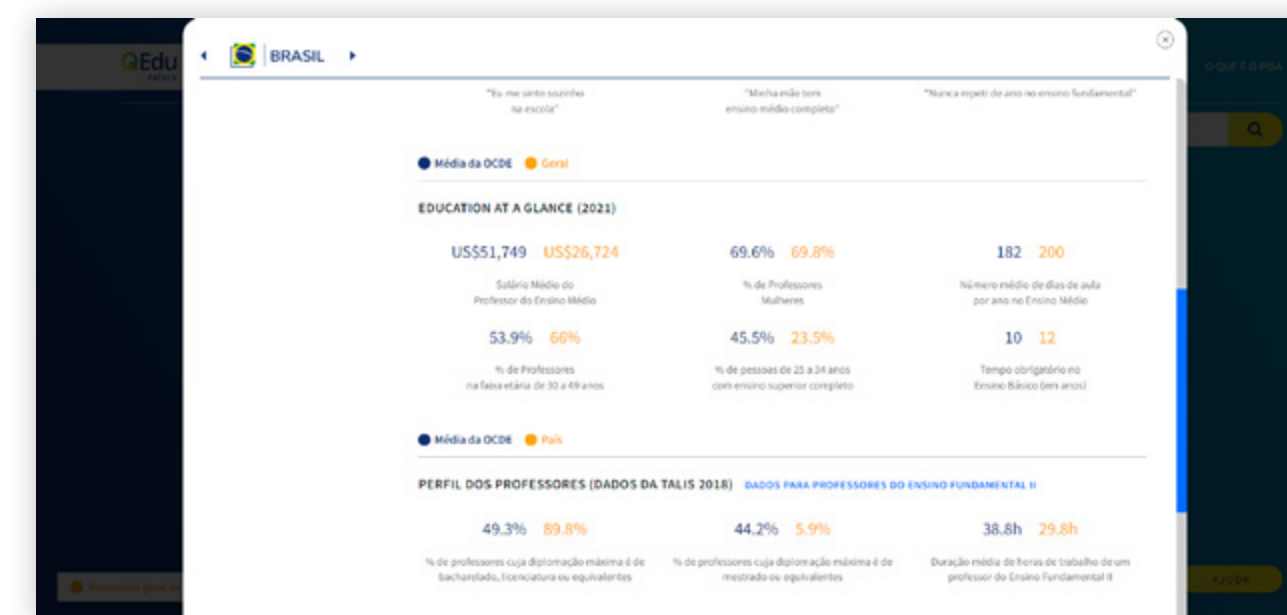 QEdu
PAÍSES
BRASIL
O QUE É O PISA
"Eu me sinto sozinho
na escola"
"Minha mãe tem
ensino médio completo"
"Nunca repeti de ano no ensino fundamental"
Média da OCDE Geral
EDUCATION AT A GLANCE (2021)
US$51,749 US$26,724
Salário Médio do
Professor do Ensino Médio
69.6% 69.8%
% de Professores
Mulheres
182 200
Número médio de dias de aula
por ano no Ensino Médio
53.9% 66%
% de Professores
na faixa etária de 30 a 49 anos
45.5% 23.5%
% de pessoas de 25 a 34 anos
com ensino superior completo
10 12
Tempo obrigatório no
Ensino Básico (em anos)
Média da OCDE País
PERFIL DOS PROFESSORES (DADOS DA TALIS 2018) DADOS PARA PROFESSORES DO ENSINO FUNDAMENTAL II
49.3% 89.8%
% de professores cuja diplomação máxima é de
bacharelado, licenciatura ou equivalentes
44.2% 5.9%
% de professores cuja diplomação máxima é de
mestrado ou equivalentes
38.8h 29.8h
Duração média de horas de trabalho de um
professor do Ensino Fundamental II
Percentual geral
AJUDA